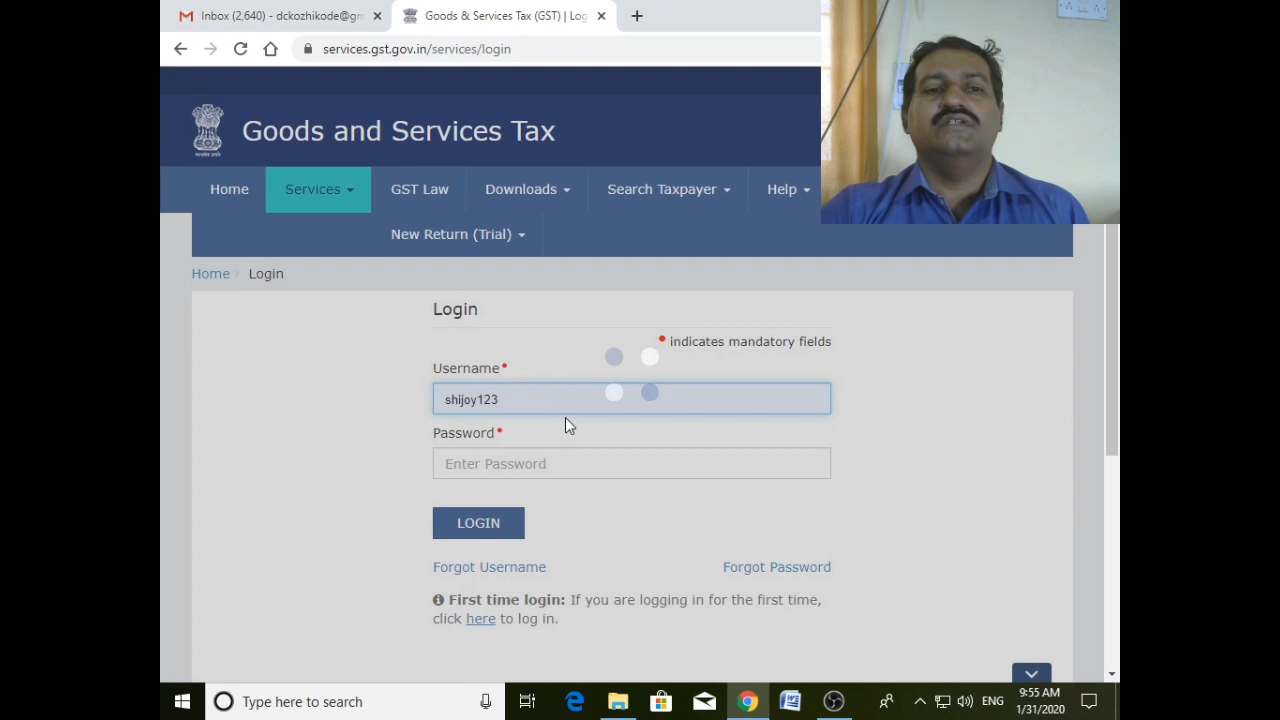 Inbox (2,640) - dckozhikode@gm
Goods & Services Tax (GST) | Log
services.gst.gov.in/services/login
Goods and Services Tax
Home Services GST Law Downloads Search Taxpayer Help
New Return (Trial)
Home Login
Login
• indicates mandatory fields
Username•
shijoy123
Password•
Enter Password
LOGIN
Forgot Username Forgot Password
First time login: If you are logging in for the first time,
click here to log in.
Type here to search
ENG
9:55 AM
1/31/2020